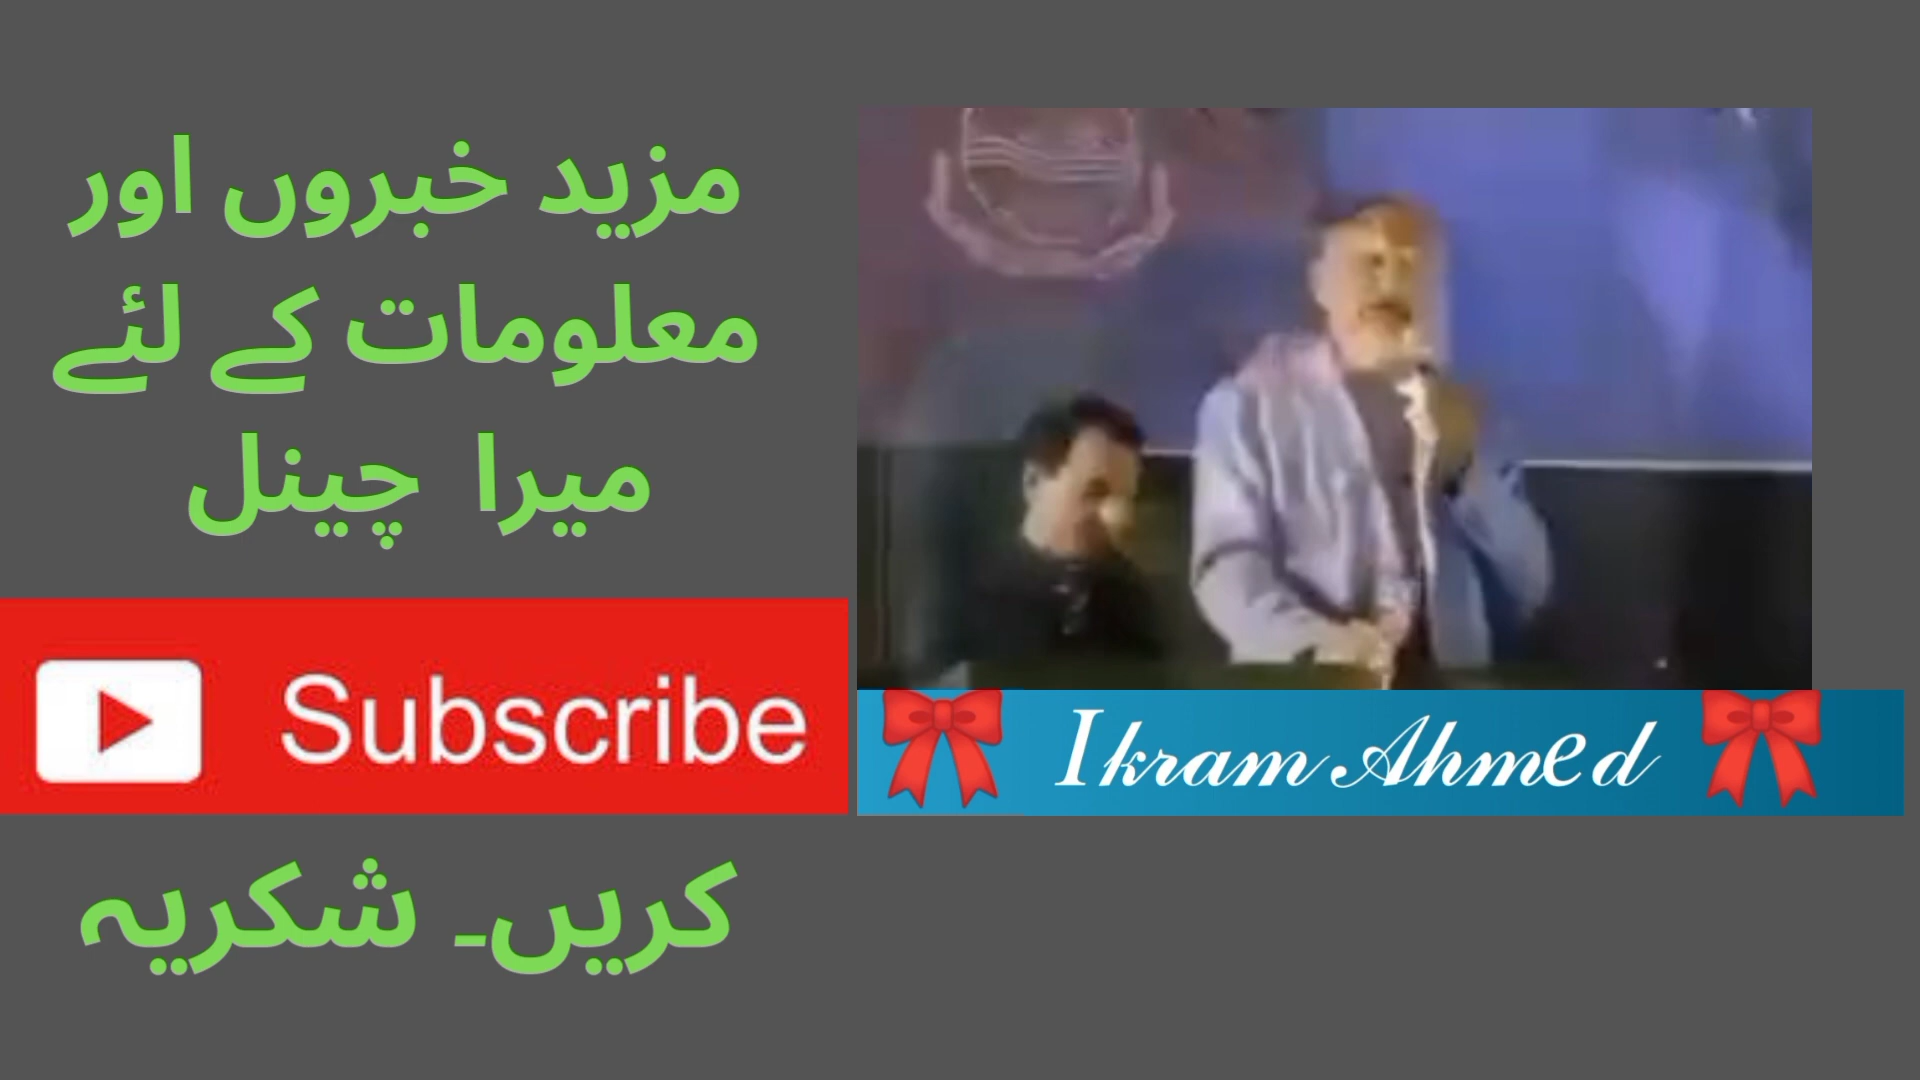 مزید خبروں اور
معلومات کے لئے
میرا چینل
Subscribe
کریں۔ شکریہ
Ikram Ahmed